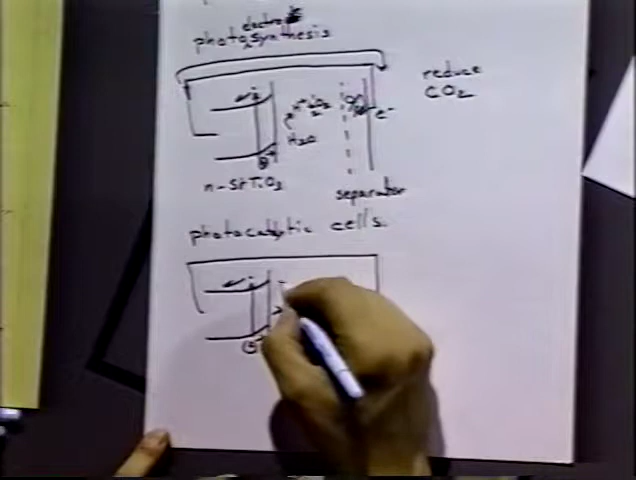 electro
photosynthesis
reduce
CO2
e-
H2O
n-SrTiO3
separator
photocatalytic cells.